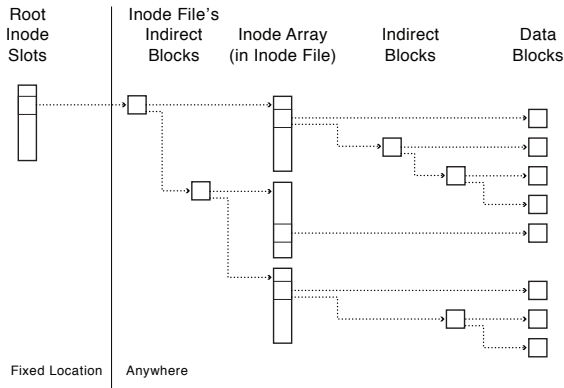 Root
Inode
Slots
Inode File's
Indirect
Blocks
Inode Array
(in Inode File)
Indirect
Blocks
Data
Blocks
Fixed Location
Anywhere